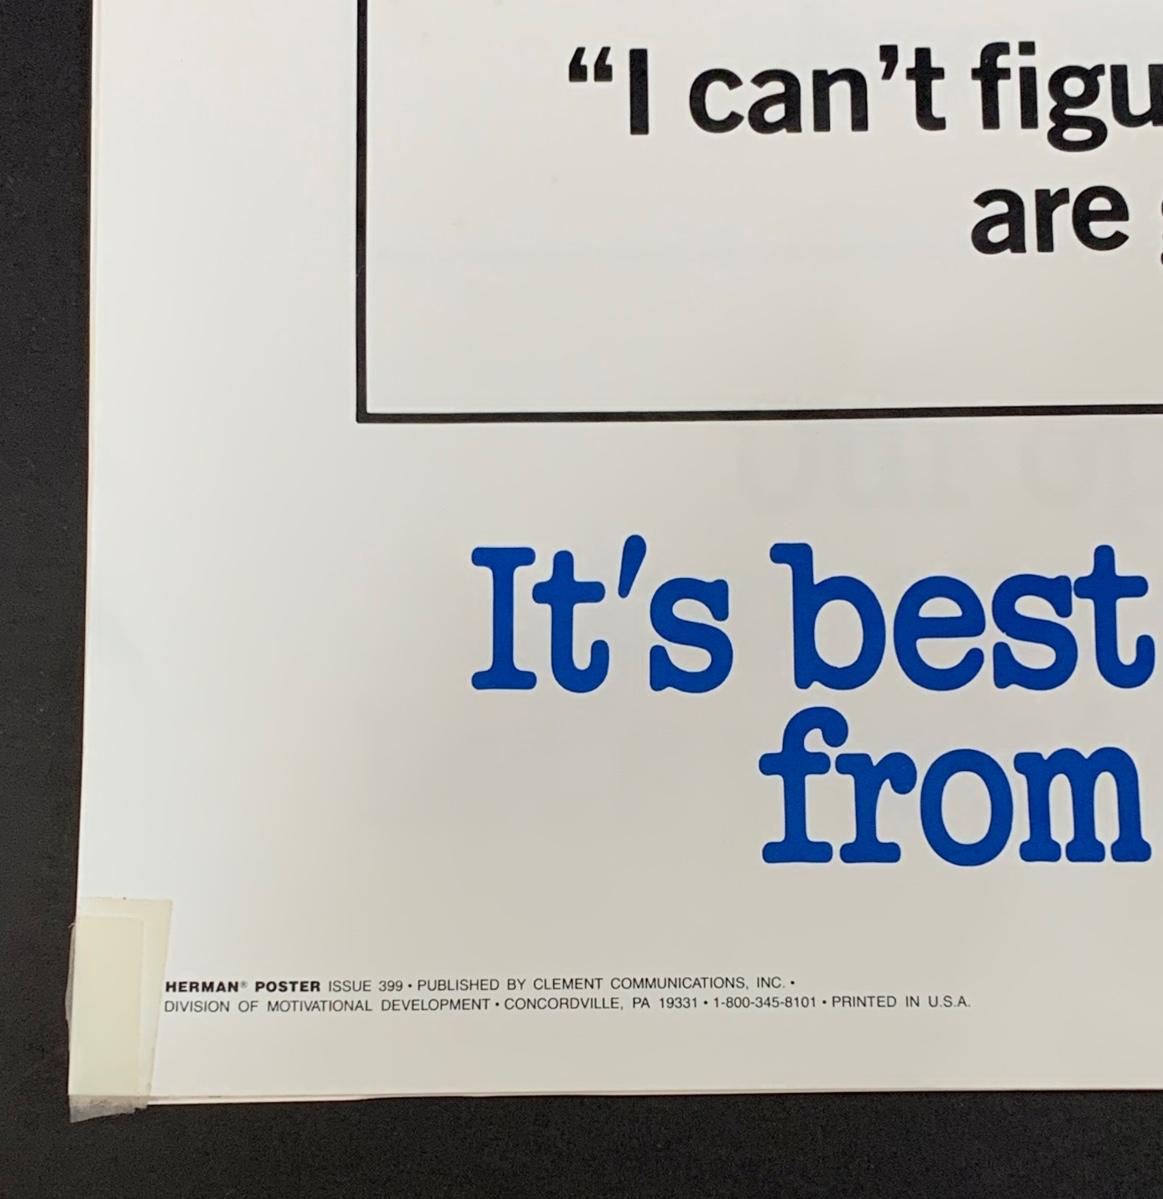 “I can’t figu
are
It's best
from
HERMAN® POSTER ISSUE 399 • PUBLISHED BY CLEMENT COMMUNICATIONS, INC. •
DIVISION OF MOTIVATIONAL DEVELOPMENT • CONCORDVILLE, PA 19331 • 1-800-345-8101 • PRINTED IN U.S.A.